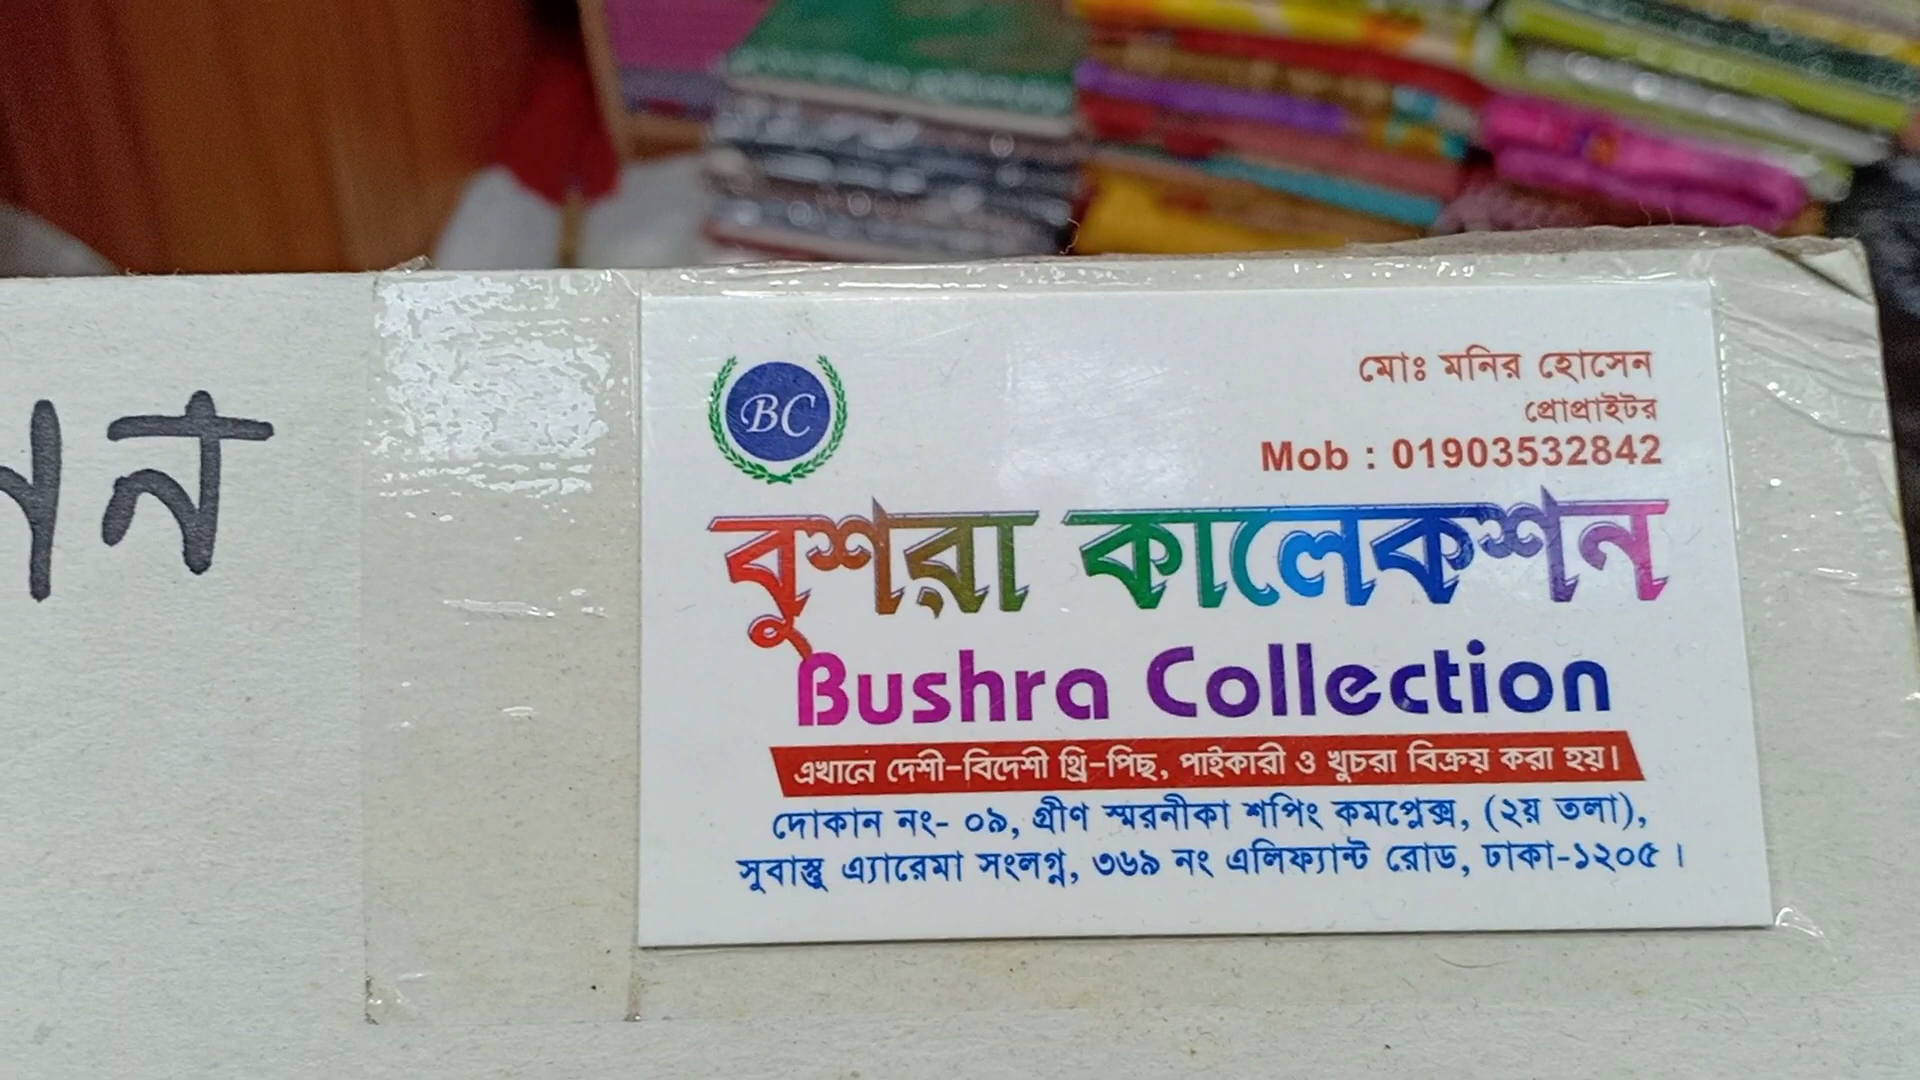 ন
BC
মোঃ মনির হোসেন
প্রোপ্রাইটর
Mob : 01903532842
বুশরা কালেকশন
Bushra Collection
এখানে দেশী-বিদেশী থ্রি-পিছ, পাইকারী ও খুচরা বিক্রয় করা হয়।
দোকান নং- ০৯, গ্রীণ স্মরনীকা শপিং কমপ্লেক্স, (২য় তলা),
সুবাস্তু এ্যারেমা সংলগ্ন, ৩৬৯ নং এলিফ্যান্ট রোড, ঢাকা-১২০৫।